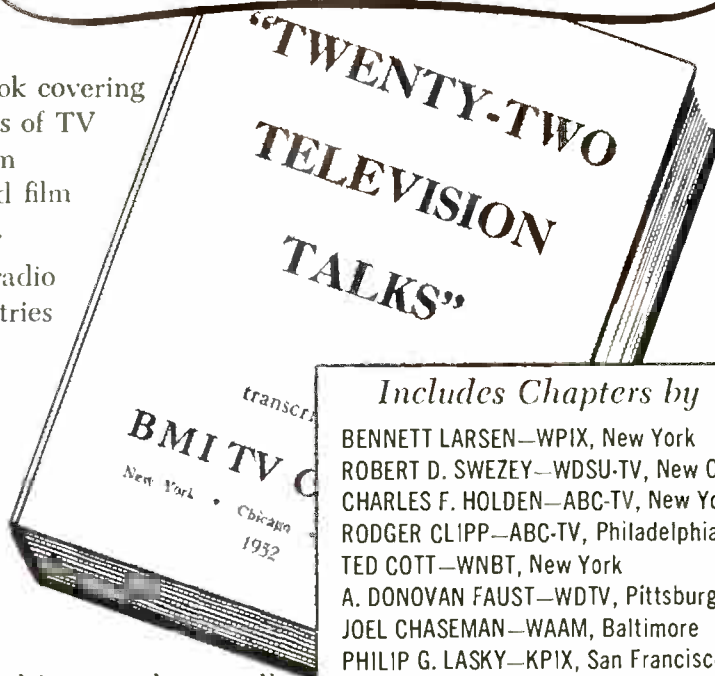 ok covering
s of TV
m
d film
radio
tries
“TWENTY-TWO
TELEVISION
TALKS”
BMI TV
New York • Chicago
1952
Includes Chapters by
BENNETT LARSEN—WPIX, New York
ROBERT D. SWEZEY—WDSU-TV, New
CHARLES F. HOLDEN—ABC-TV, New
RODGER CLIPP—ABC-TV, Philadelphia
TED COTT—WNBT, New York
A. DONOVAN FAUST—WDTV, Pittsburg
JOEL CHASEMAN—WAAM, Baltimore
PHILIP G. LASKY—KPIX, San Francisc